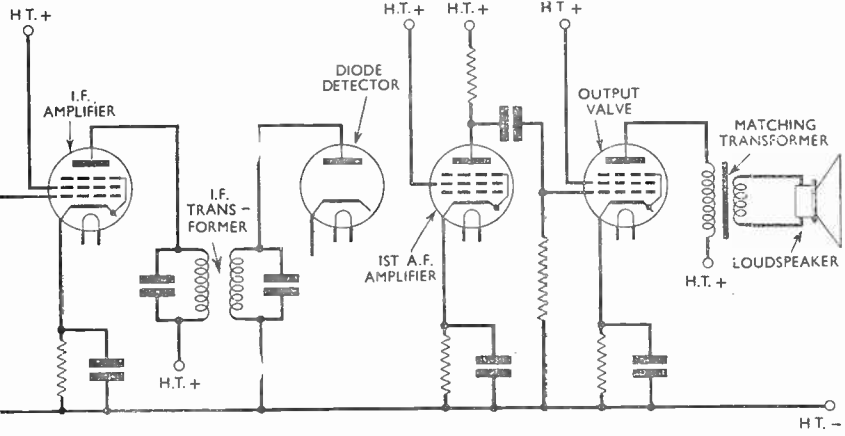 H.T.+
H.T.+ H.T.+
H.T+
I.F.
AMPLIFIER
DIODE
DETECTOR
OUTPUT
VALVE
MATCHING
TRANSFORMER
I.F.
TRANS-
FORMER
1ST A.F.
AMPLIFIER
LOUDSPEAKER
H.T.+
H.T.+
H T.-